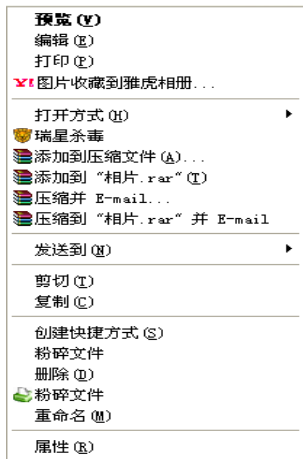 预览(V)
编辑(E)
打印(P)
图片收藏到雅虎相册...
打开方式(H)
瑞星杀毒
添加到压缩文件(A)...
添加到 "相片.rar"(T)
压缩并 E-mail...
压缩到 "相片.rar" 并 E-mail
发送到(N)
剪切(T)
复制(C)
创建快捷方式(S)
粉碎文件
删除(D)
粉碎文件
重命名(M)
属性(R)